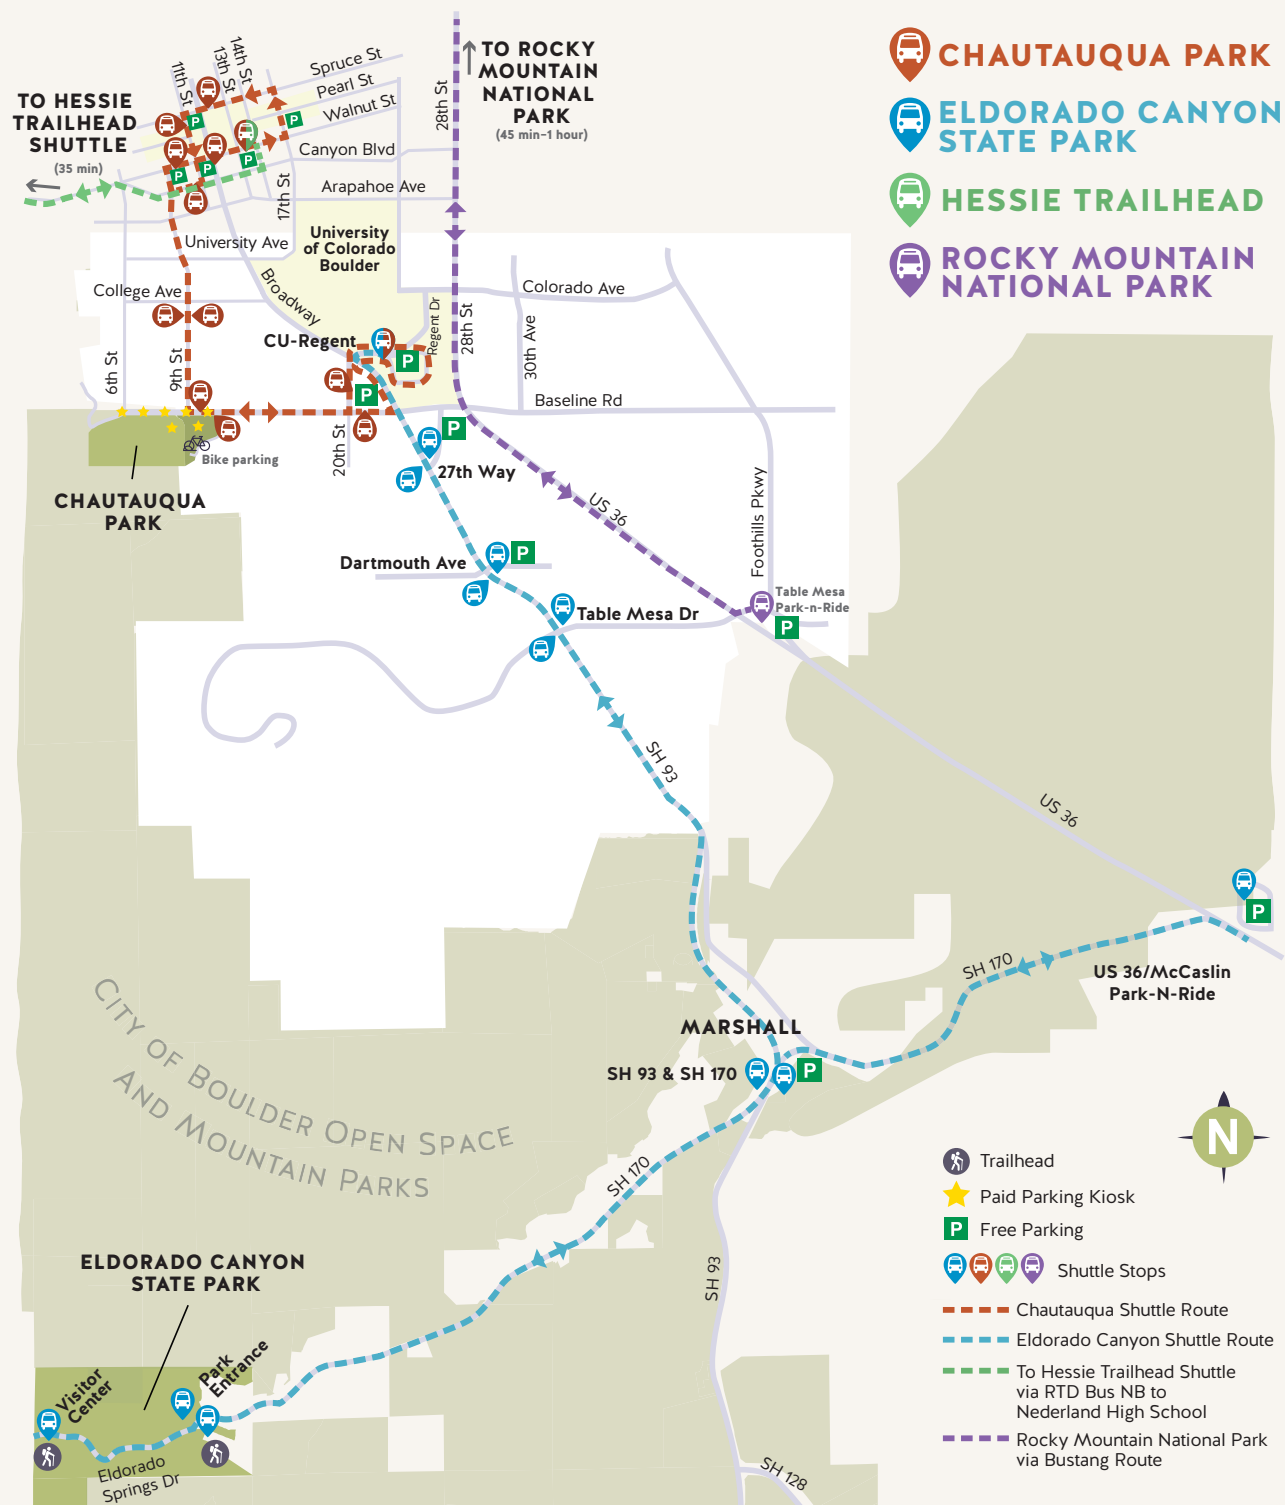 CHAUTAUQUA PARK
ELDORADO CANYON
STATE PARK
HESSIE TRAILHEAD
ROCKY MOUNTAIN
NATIONAL PARK
TO ROCKY
MOUNTAIN
NATIONAL
PARK
(45 min–1 hour)
TO HESSIE
TRAILHEAD
SHUTTLE
(35 min)
11th St
13th St
14th St
Spruce St
Pearl St
Walnut St
Canyon Blvd
Arapahoe Ave
17th St
28th St
University Ave
University
of Colorado
Boulder
Broadway
College Ave
Colorado Ave
Regent Dr
28th St
30th Ave
CU-Regent
6th St
9th St
Baseline Rd
20th St
Bike parking
27th Way
CHAUTAUQUA
PARK
US 36
Foothills Pkwy
Dartmouth Ave
Table Mesa
Park-n-Ride
Table Mesa Dr
SH 93
US 36
SH 170
US 36/McCaslin
Park-N-Ride
CITY OF BOULDER OPEN SPACE
AND MOUNTAIN PARKS
MARSHALL
SH 93 & SH 170
SH 170
SH 93
ELDORADO CANYON
STATE PARK
Park
Entrance
Visitor
Center
Eldorado
Springs Dr
SH 128
N
P
P
P
P
P
P
P
P
P
P
P
P
P
Trailhead
Paid Parking Kiosk
P
Free Parking
Shuttle Stops
Chautauqua Shuttle Route
Eldorado Canyon Shuttle Route
To Hessie Trailhead Shuttle
via RTD Bus NB to
Nederland High School
Rocky Mountain National Park
via Bustang Route